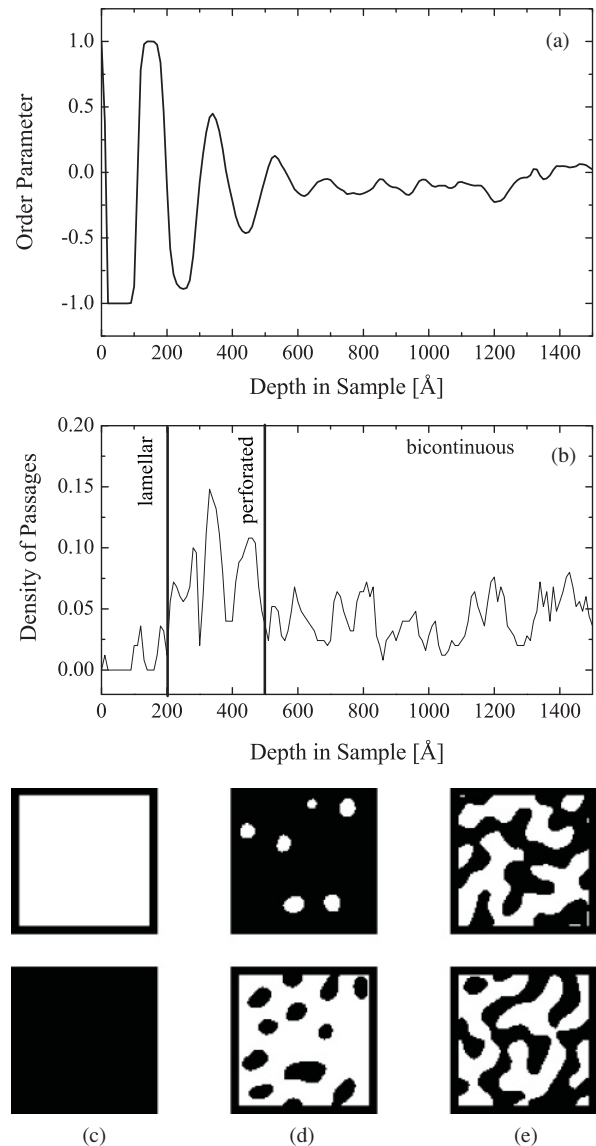 (a)
1.0
0.5
0.0
-0.5
-1.0
Order Parameter
0 200 400 600 800 1000 1200 1400
Depth in Sample [Å]
0.20
0.15
0.10
0.05
0.00
Density of Passages
lamellar
perforated
bicontinuous
(b)
0 200 400 600 800 1000 1200 1400
Depth in Sample [Å]
(c) (d) (e)